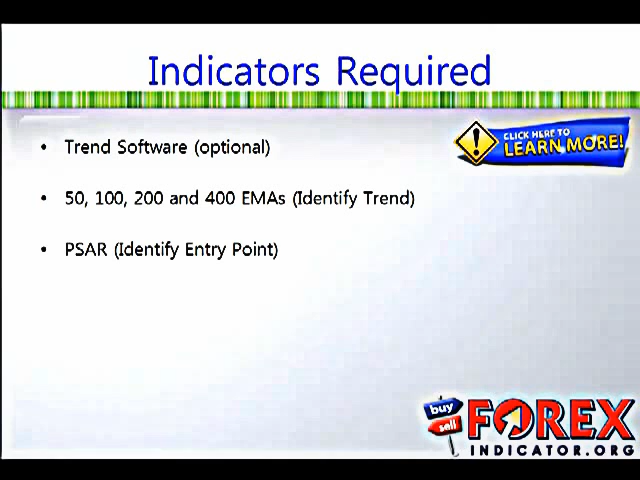 Indicators Required
• Trend Software (optional)
CLICK HERE TO
LEARN MORE!
• 50, 100, 200 and 400 EMAs (Identify Trend)
• PSAR (Identify Entry Point)
buy
sell
FOREX
INDICATOR.ORG